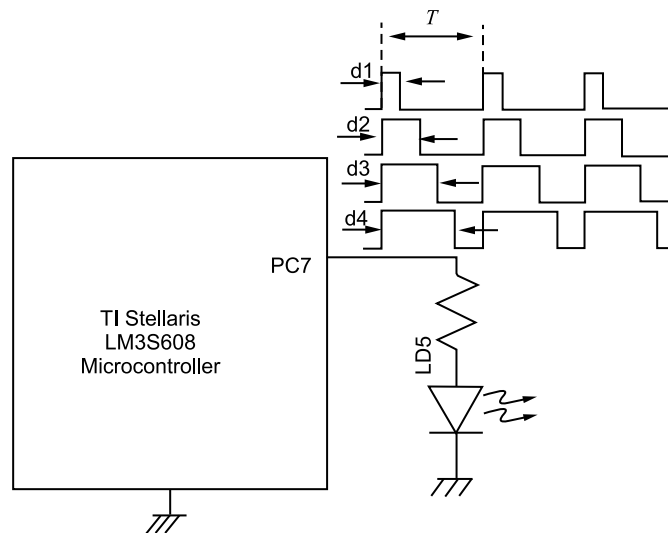 T
d1
d2
d3
d4
PC7
TI Stellaris
LM3S608
Microcontroller
LD5